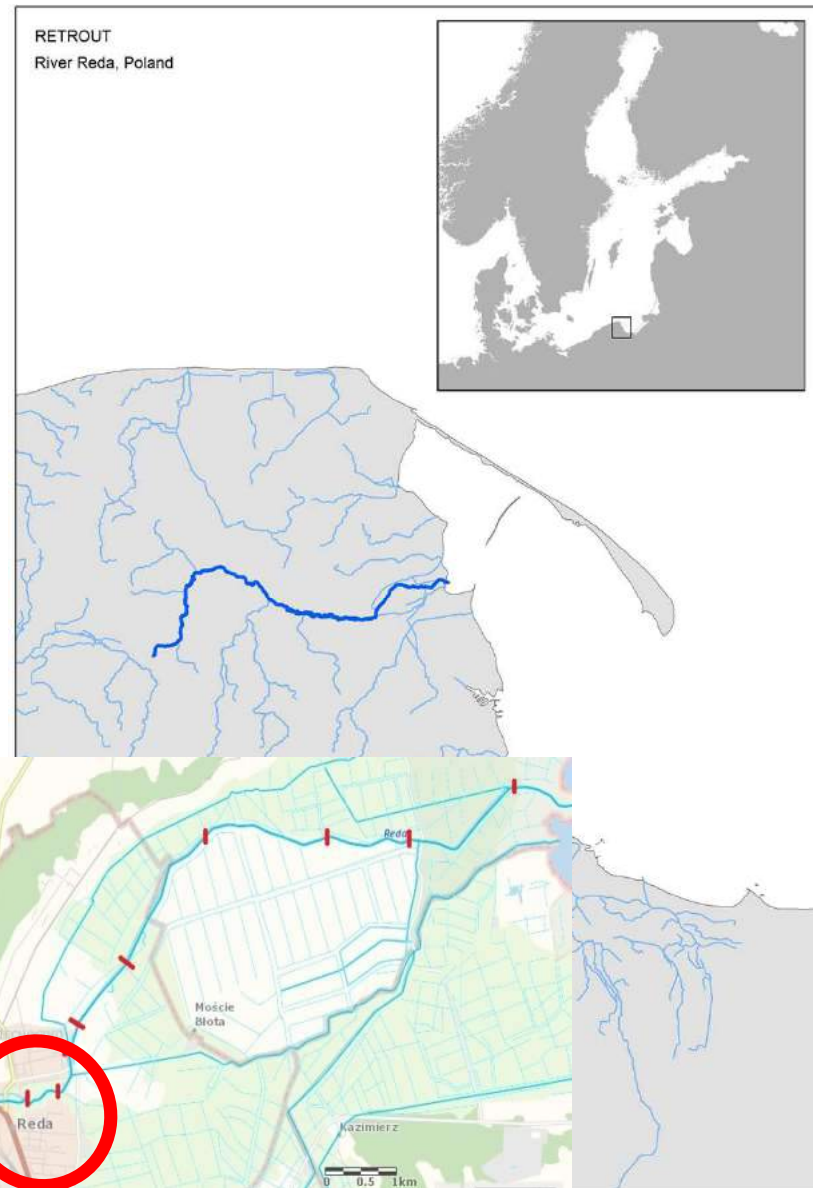 RETROUT
River Reda, Poland
Reda
Moście
Błota
Reda
Kazimierz
0 0.5 1km